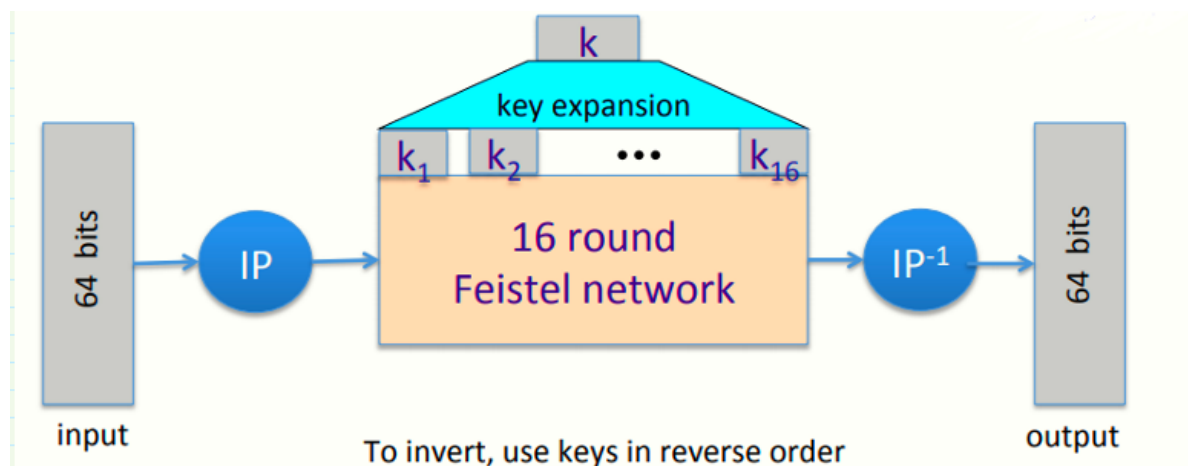 k
key expansion
k₁ k₂ ••• k₁₆
64 bits
IP
16 round
Feistel network
IP⁻¹
64 bits
input
To invert, use keys in reverse order
output